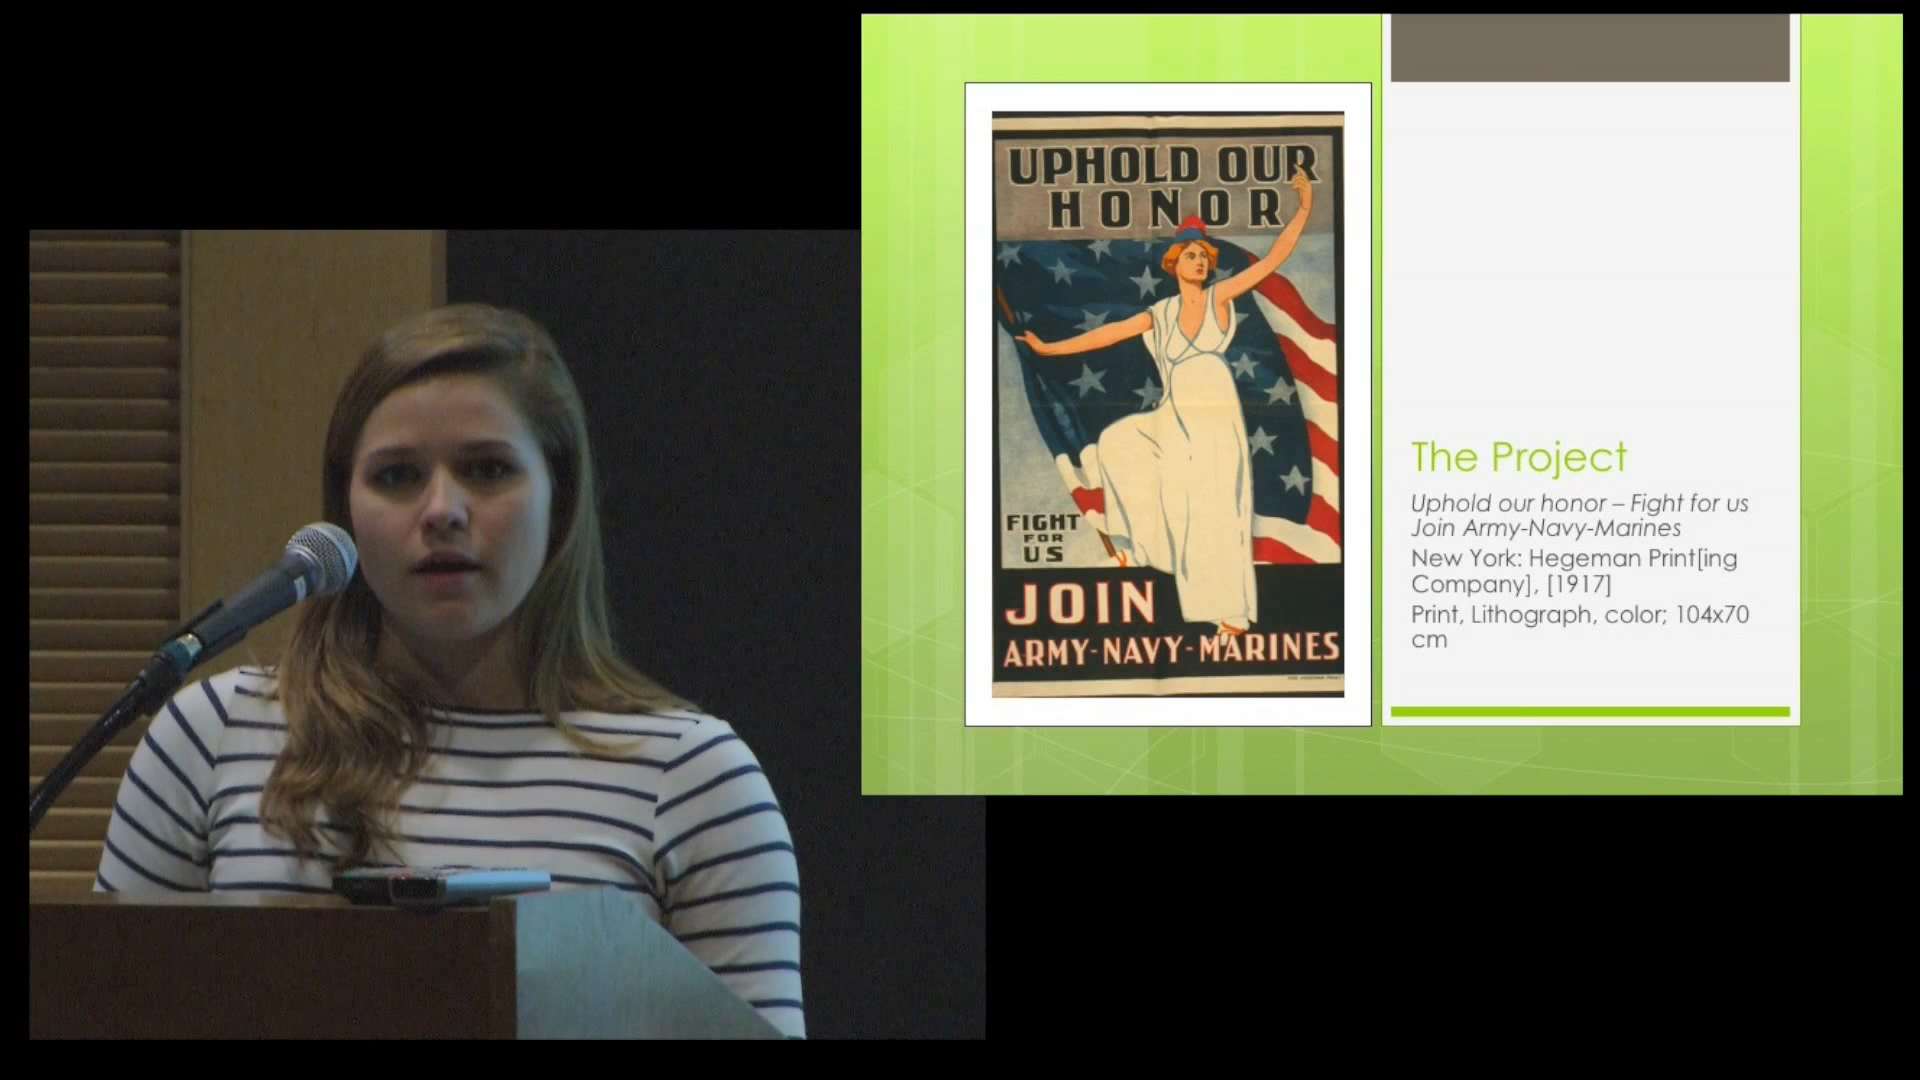 UPHOLD OUR
HONOR
FIGHT
FOR
US
JOIN
ARMY-NAVY-MARINES
The Project
Uphold our honor – Fight for us
Join Army-Navy-Marines
New York: Hegeman Print[ing
Company], [1917]
Print, Lithograph, color; 104x70
cm